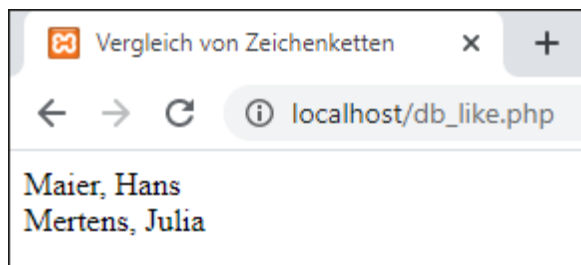 Vergleich von Zeichenketten
localhost/db_like.php
Maier, Hans
Mertens, Julia